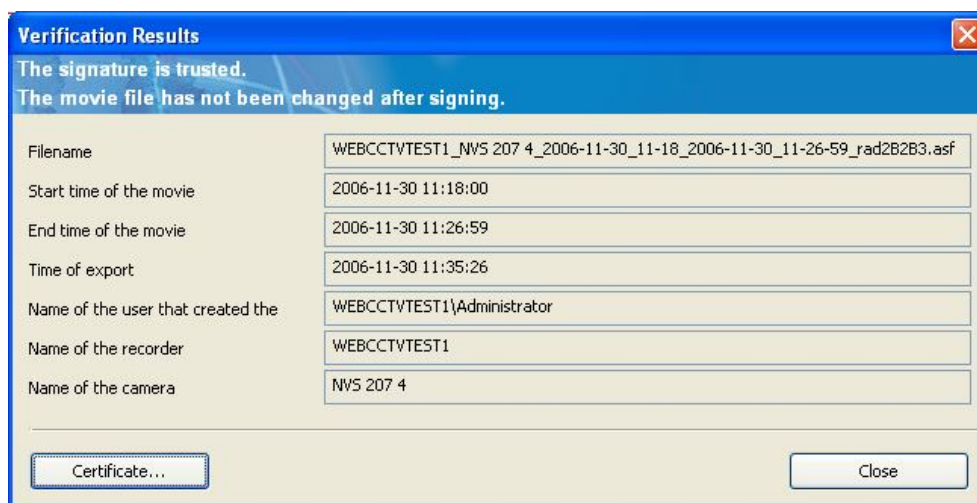 Verification Results
The signature is trusted.
The movie file has not been changed after signing.
Filename WEBCCTVTEST1_NVS 207 4_2006-11-30_11-18_2006-11-30_11-26-59_rad2B2B3.asf
Start time of the movie 2006-11-30 11:18:00
End time of the movie 2006-11-30 11:26:59
Time of export 2006-11-30 11:35:26
Name of the user that created the WEBCCTVTEST1\Administrator
Name of the recorder WEBCCTVTEST1
Name of the camera NVS 207 4
Certificate... Close